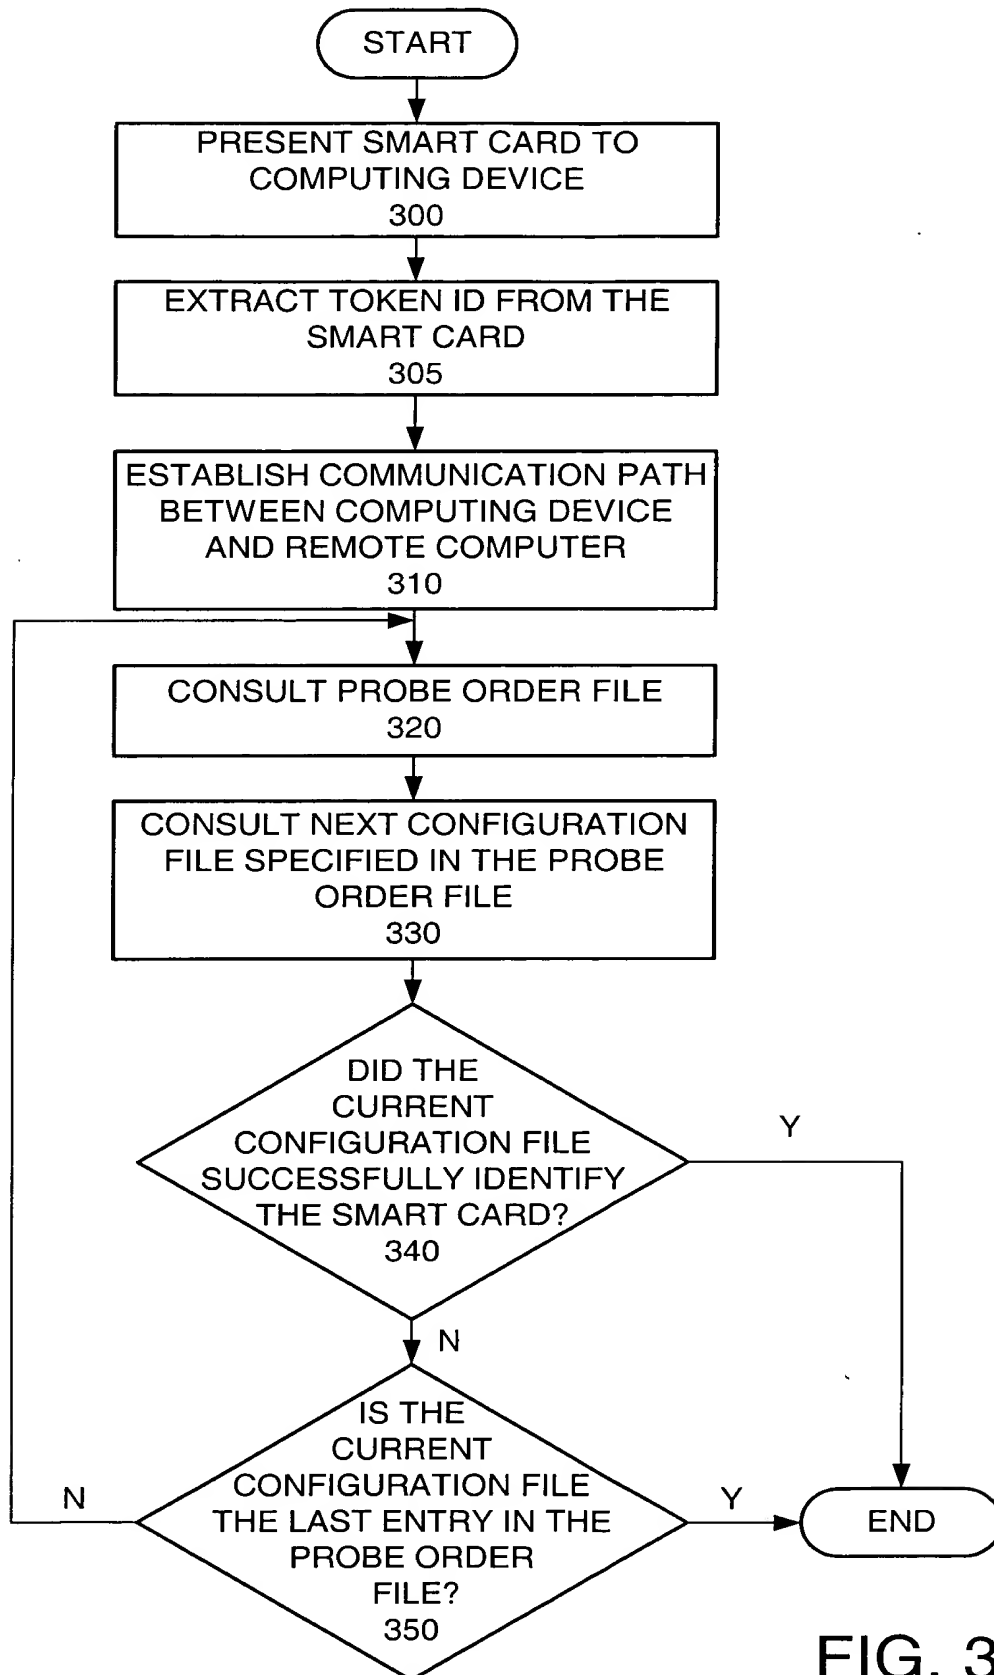 START
PRESENT SMART CARD TO
COMPUTING DEVICE
300
EXTRACT TOKEN ID FROM THE
SMART CARD
305
ESTABLISH COMMUNICATION PATH
BETWEEN COMPUTING DEVICE
AND REMOTE COMPUTER
310
CONSULT PROBE ORDER FILE
320
CONSULT NEXT CONFIGURATION
FILE SPECIFIED IN THE PROBE
ORDER FILE
330
DID THE
CURRENT
CONFIGURATION FILE
SUCCESSFULLY IDENTIFY
THE SMART CARD?
340
Y
N
IS THE
CURRENT
CONFIGURATION FILE
THE LAST ENTRY IN THE
PROBE ORDER
FILE?
350
N
Y
END
FIG. 3